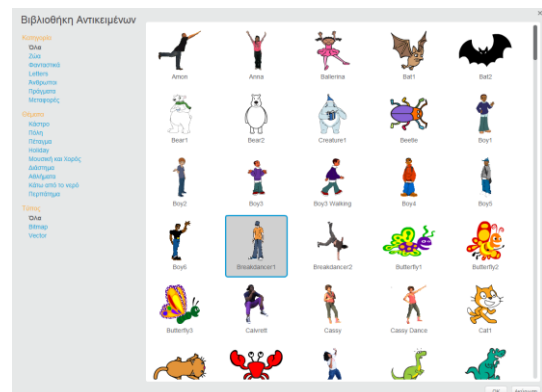 Βιβλιοθήκη Αντικειμένων
Κατηγορία
Όλα
Ζώα
Φανταστικά
Letters
Άνθρωποι
Πράγματα
Μεταφορές
Θέματα
Κάστρο
Πόλη
Πέταγμα
Holiday
Μουσική και Χορός
Διάστημα
Αθλήματα
Κάτω από το νερό
Περπάτημα
Τύπος
Όλα
Bitmap
Vector
Amon Anna Ballerina Bat1 Bat2
Bear1 Bear2 Creature1 Beetle Boy1
Boy2 Boy3 Boy3 Walking Boy4 Boy5
Boy6 Breakdancer1 Breakdancer2 Butterfly1 Butterfly2
Butterfly3 Calvrett Cassy Cassy Dance Cat1
OK Ακύρωση